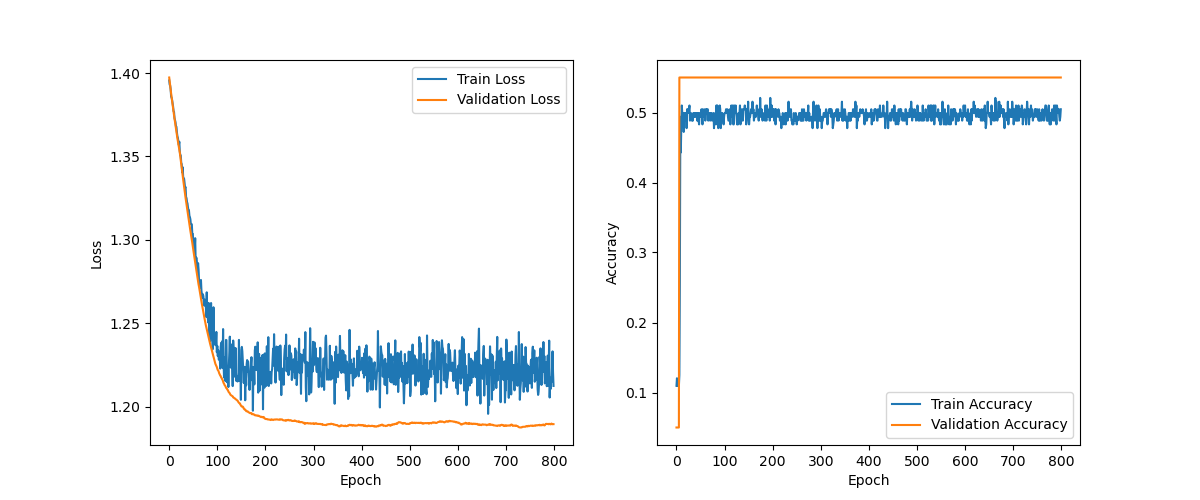 1.40
1.35
1.30
1.25
1.20
Loss
0 100 200 300 400 500 600 700 800
Epoch
Train Loss
Validation Loss
0.5
0.4
0.3
0.2
0.1
Accuracy
0 100 200 300 400 500 600 700 800
Epoch
Train Accuracy
Validation Accuracy